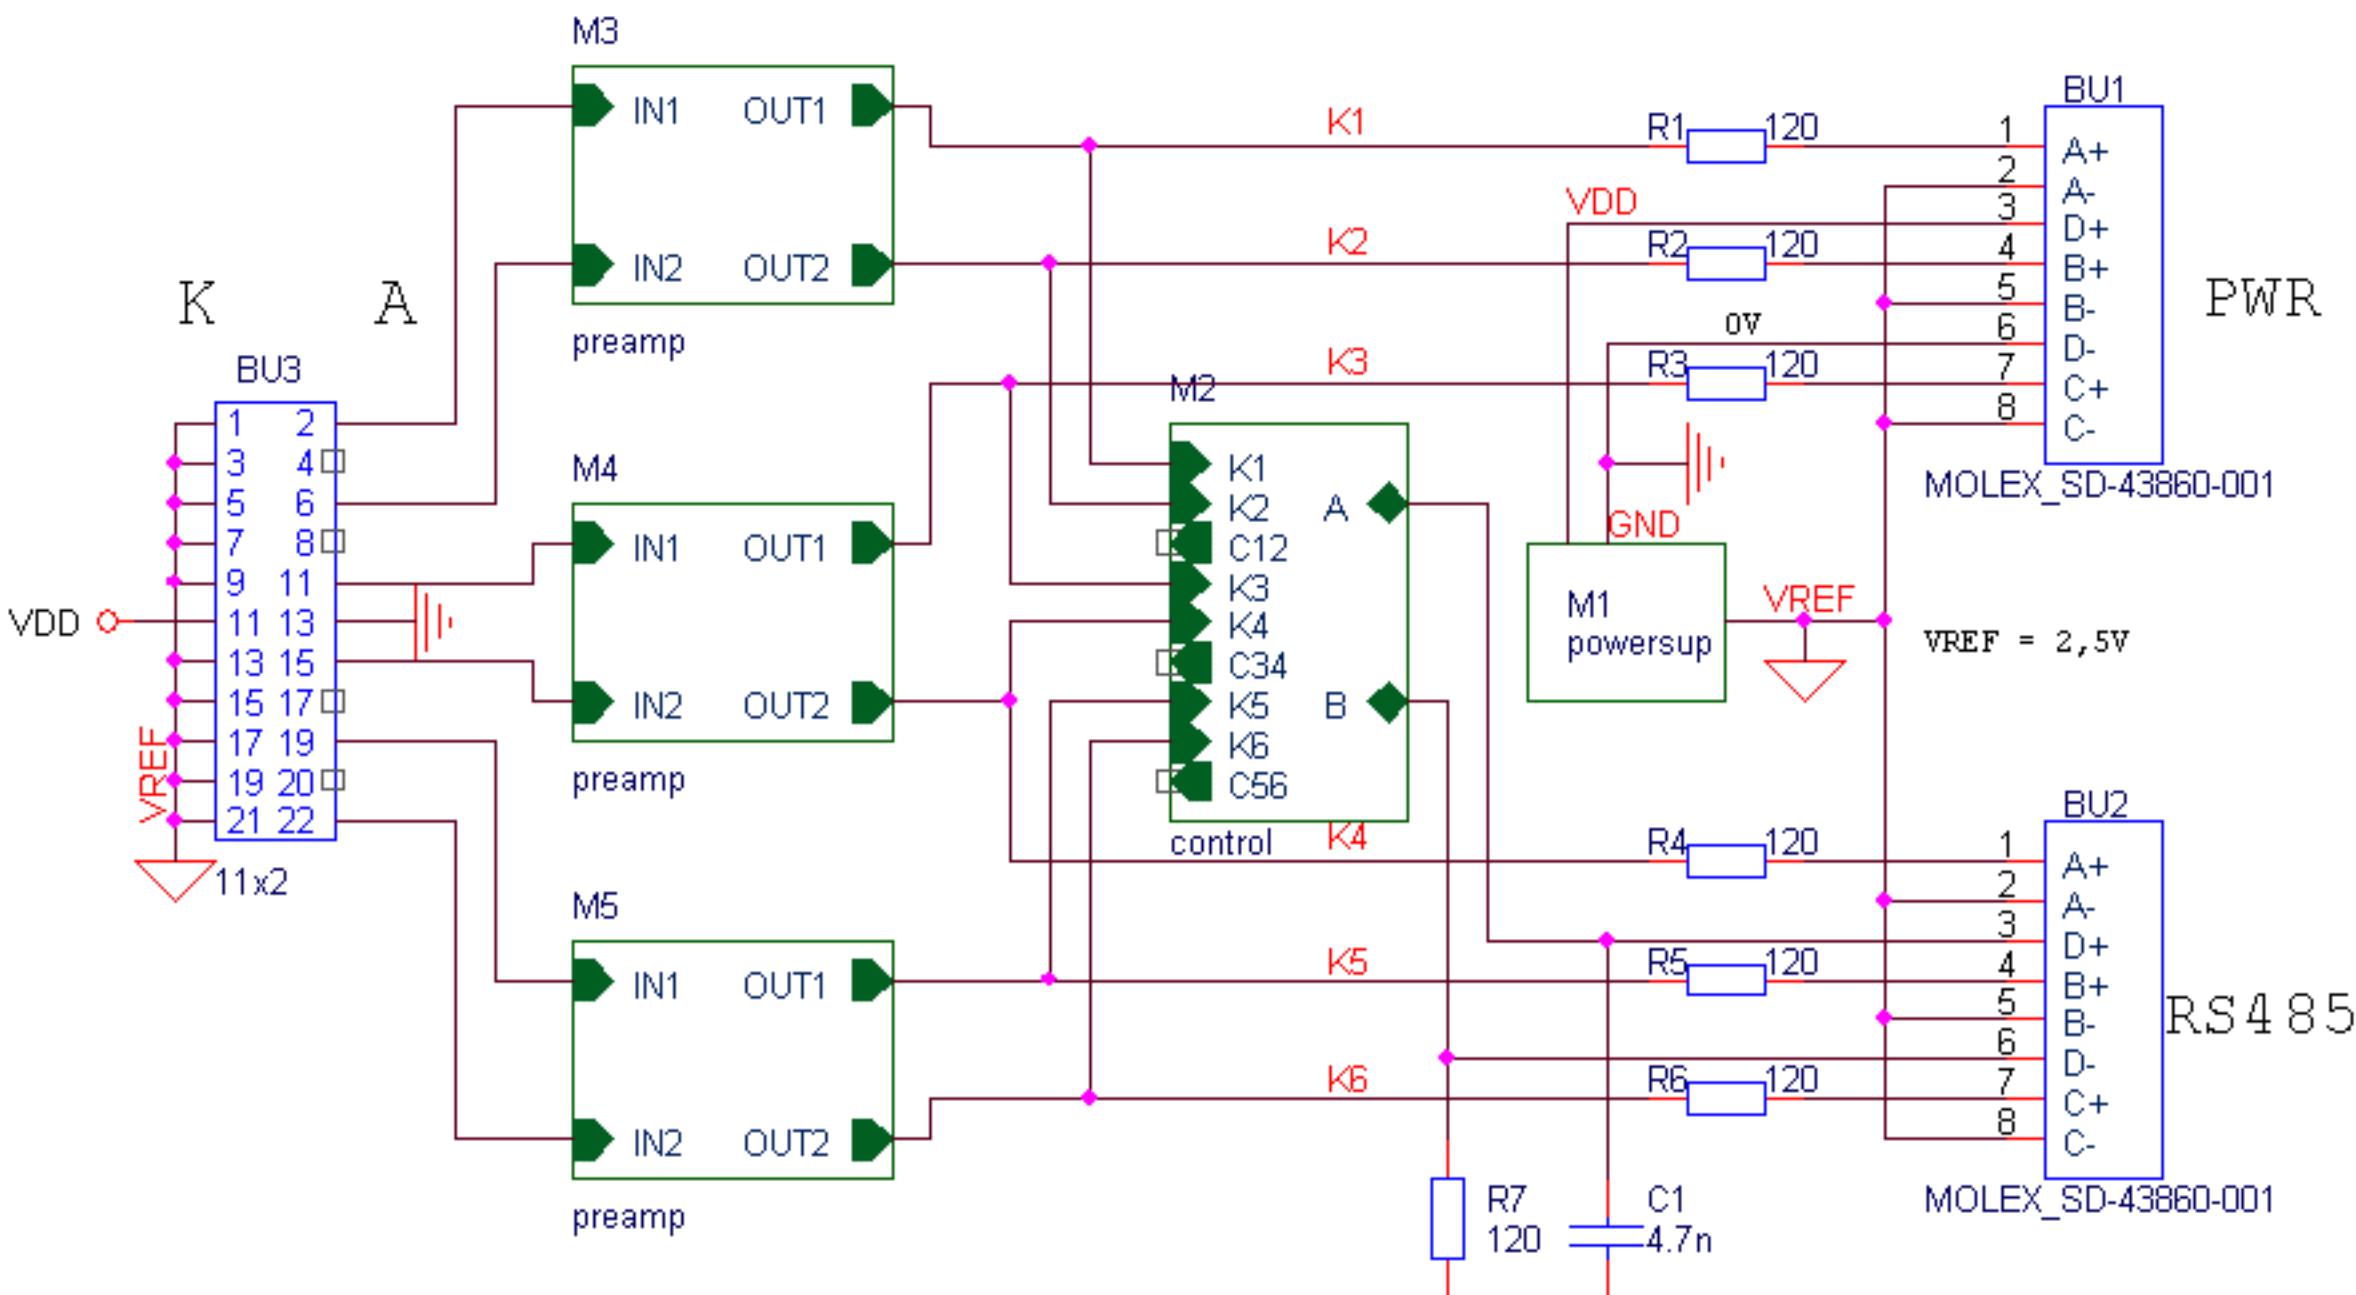 M3
IN1 OUT1
IN2 OUT2
preamp
K A
BU3
1 2
3 4
5 6
7 8
9 11
11 13
13 15
15 17
17 19
19 20
21 22
11x2
VDD
VREF
M4
IN1 OUT1
IN2 OUT2
preamp
M5
IN1 OUT1
IN2 OUT2
preamp
K1
K2
K3
M2
K1
K2
C12
K3
K4
C34
K5
K6
C56
A
B
control
K4
K5
K6
R1 120
VDD
R2 120
0V
R3 120
GND
M1
powersup
VREF
VREF = 2,5V
BU1
1 A+
2 A-
3 D+
4 B+
5 B-
6 D-
7 C+
8 C-
MOLEX_SD-43860-001
PWR
R4 120
R5 120
R6 120
BU2
1 A+
2 A-
3 D+
4 B+
5 B-
6 D-
7 C+
8 C-
MOLEX_SD-43860-001
RS485
R7
120
C1
4.7n